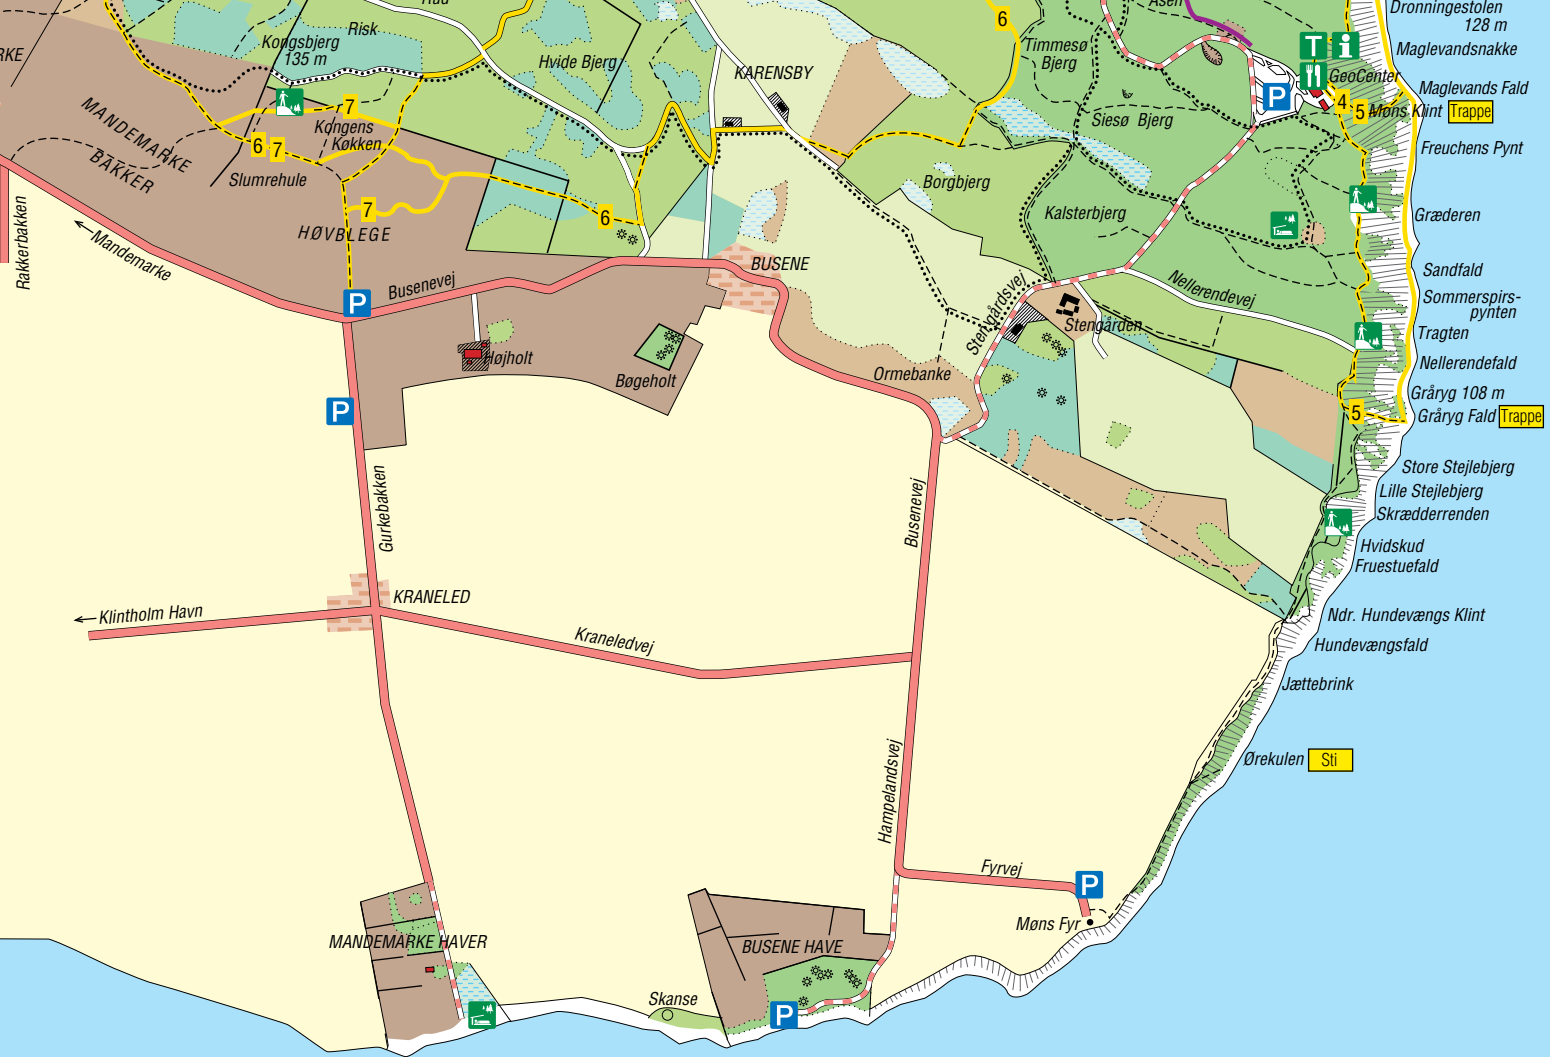 Dronningestolen
128 m
Maglevandsnakke
GeoCenter
Maglevands Fald
Møns Klint
Trappe
Freuchens Pynt
Græderen
Sandfald
Sommerspirs-
pynten
Tragten
Nellerendefald
Gråryg 108 m
Gråryg Fald
Trappe
Store Stejlebjerg
Lille Stejlebjerg
Skrædderrenden
Hvidskud
Fruestuefald
Ndr. Hundevængs Klint
Hundevængsfald
Jættebrink
Ørekulen
Sti
T
i
P
4
5
5
6
Timmesø
Bjerg
Siesø Bjerg
Borgbjerg
Kalsterbjerg
Nellerendevej
Stengårdsvej
Stengården
Ormebanke
KARENSBY
Hvide Bjerg
Risk
Kongsbjerg
135 m
7
Kongens
Køkken
6
7
Slumrehule
7
6
MANDEMARKE
BAKKER
HØVBLEGE
Rakkerbakken
Mandemarke
P
Busenevej
BUSENE
Højholt
Bøgeholt
P
Gurkebakken
Busenevej
KRANELED
Klintholm Havn
Kraneledvej
Hampelandsvej
Fyrvej
P
Møns Fyr
MANDEMARKE HAVER
BUSENE HAVE
Skanse
P